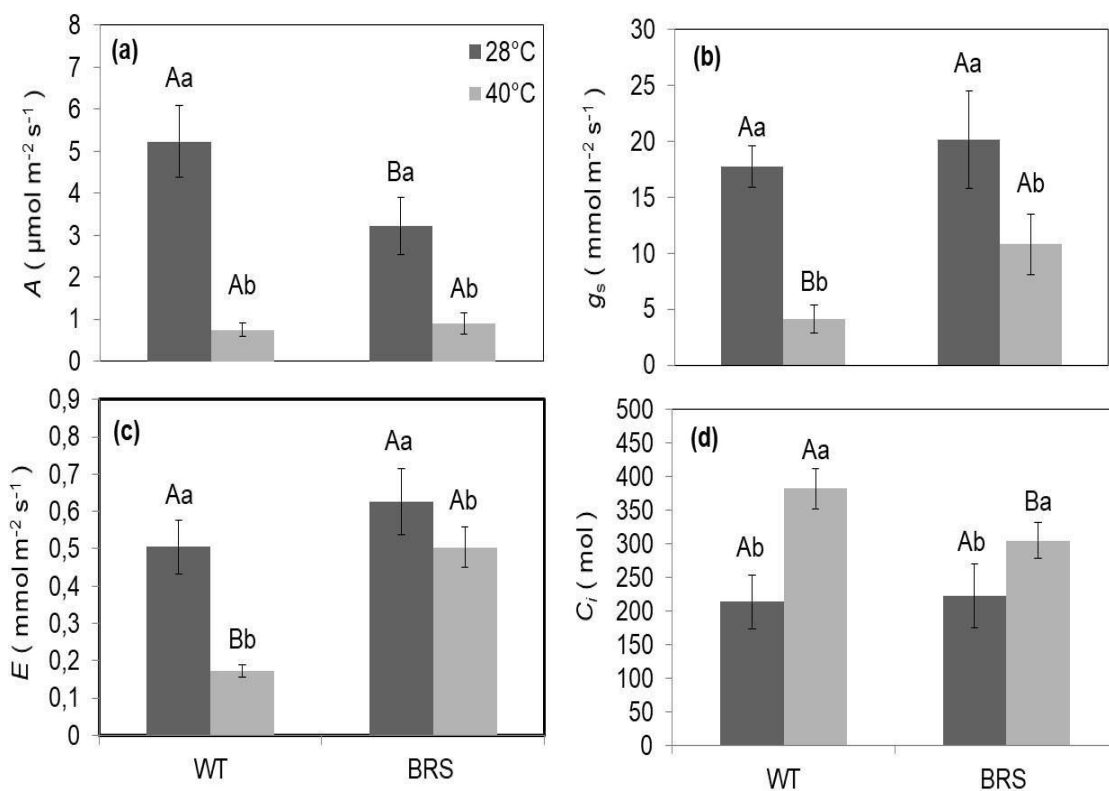 (a)
28°C
40°C
A ( µmol m⁻² s⁻¹ )
8
7
6
5
4
3
2
1
0
Aa
Ab
Ba
Ab
(b)
gs ( mmol m⁻² s⁻¹ )
30
25
20
15
10
5
0
Aa
Bb
Aa
Ab
(c)
E ( mmol m⁻² s⁻¹ )
0,9
0,8
0,7
0,6
0,5
0,4
0,3
0,2
0,1
0
Aa
Bb
Aa
Ab
WT
BRS
(d)
Ci ( mol )
500
450
400
350
300
250
200
150
100
50
0
Ab
Aa
Ab
Ba
WT
BRS